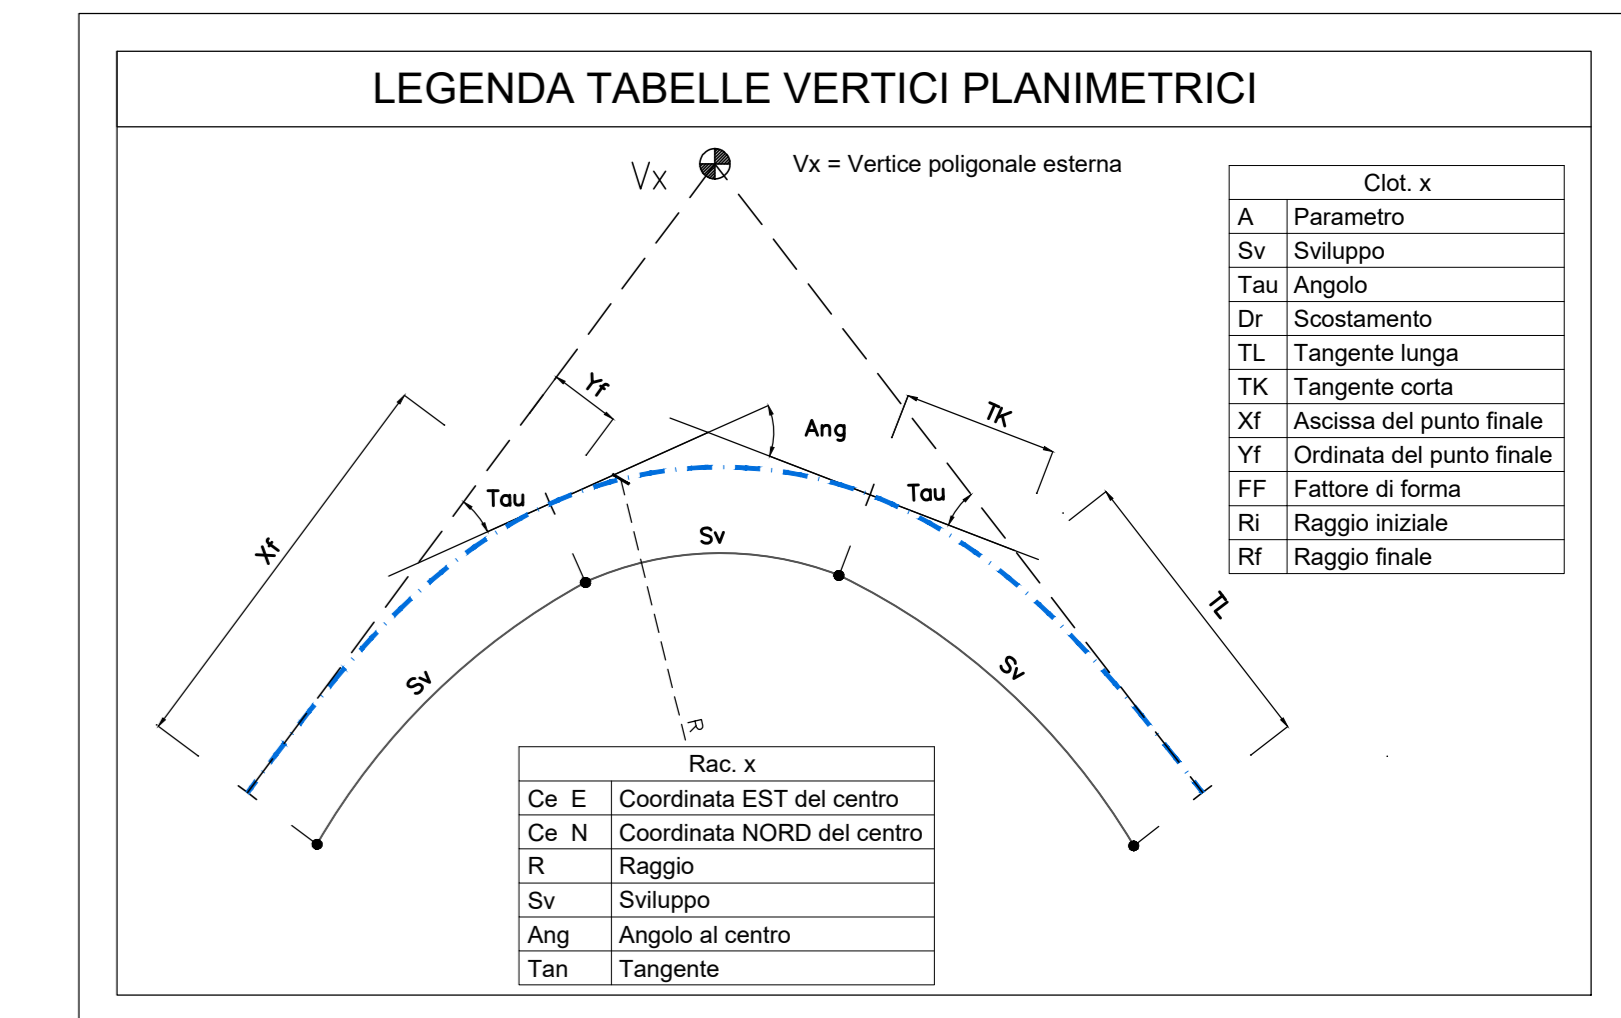 LEGENDA TABELLE VERTICI PLANIMETRICI
Vx
Vx = Vertice poligonale esterna
Clot. x
A Parametro
Sv Sviluppo
Tau Angolo
Dr Scostamento
TL Tangente lunga
TK Tangente corta
Xf Ascissa del punto finale
Yf Ordinata del punto finale
FF Fattore di forma
Ri Raggio iniziale
Rf Raggio finale
Yf
TK
Ang
Tau
Tau
Xf
Sv
TL
Sv
Sv
R
Rac. x
Ce E Coordinata EST del centro
Ce N Coordinata NORD del centro
R Raggio
Sv Sviluppo
Ang Angolo al centro
Tan Tangente